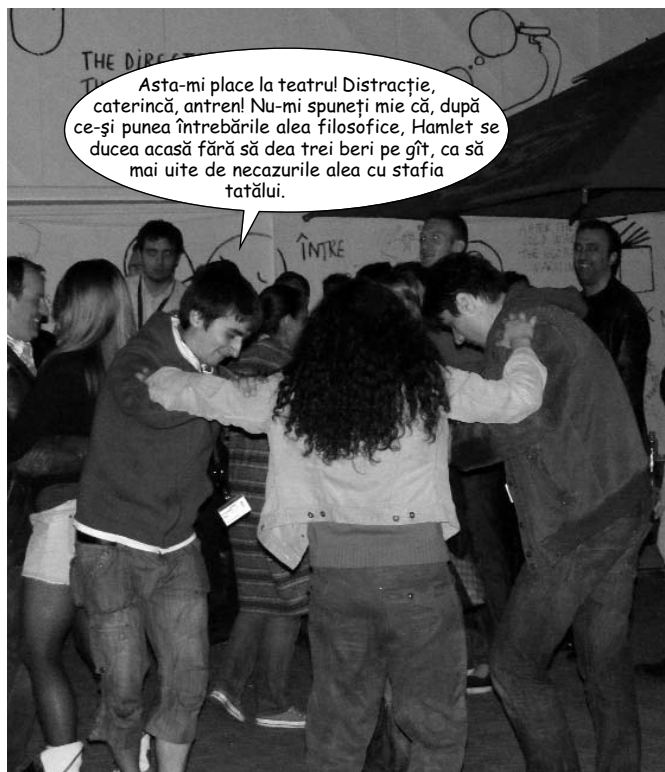 THE DIRECT
TH
Asta-mi place la teatru! Distracție,
caterincă, antren! Nu-mi spuneți mie că, după
ce-și punea întrebările alea filosofice, Hamlet se
ducea acasă fără să dea trei beri pe gît, ca să
mai uite de necazurile alea cu stafia
tatălui.
ÎNTRE